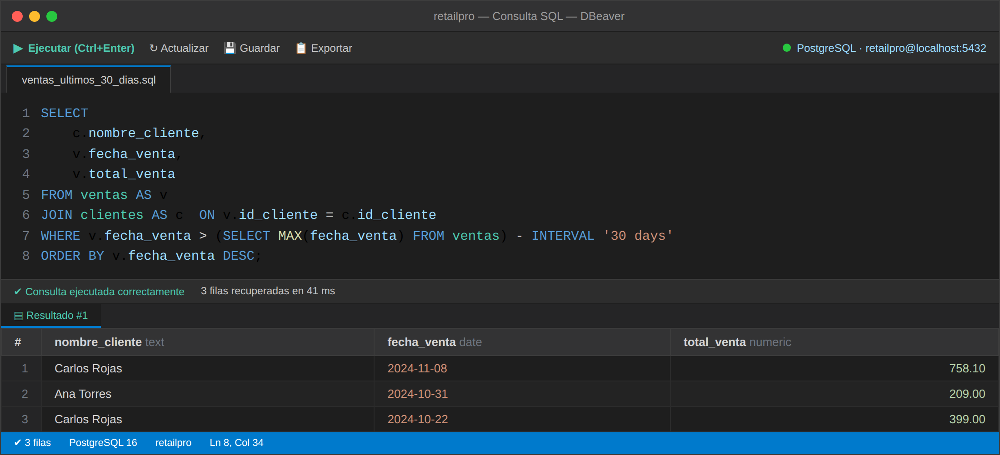 retailpro — Consulta SQL — DBeaver
▶ Ejecutar (Ctrl+Enter) ↻ Actualizar 💾 Guardar 📋 Exportar PostgreSQL · retailpro@localhost:5432
ventas_ultimos_30_dias.sql
1 SELECT
2     c.nombre_cliente,
3     v.fecha_venta,
4     v.total_venta
5 FROM ventas AS v
6 JOIN clientes AS c  ON v.id_cliente = c.id_cliente
7 WHERE v.fecha_venta > (SELECT MAX(fecha_venta) FROM ventas) - INTERVAL '30 days'
8 ORDER BY v.fecha_venta DESC;
✔ Consulta ejecutada correctamente 3 filas recuperadas en 41 ms
▤ Resultado #1
# nombre_cliente text fecha_venta date total_venta numeric
1 Carlos Rojas 2024-11-08 758.10
2 Ana Torres 2024-10-31 209.00
3 Carlos Rojas 2024-10-22 399.00
✔ 3 filas PostgreSQL 16 retailpro Ln 8, Col 34